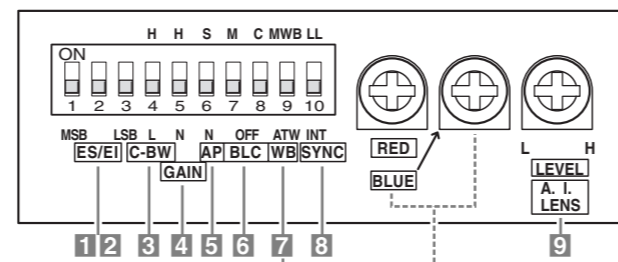 H H S M C MWB LL
ON
1 2 3 4 5 6 7 8 9 10
MSB LSB L N N OFF ATW INT
ES/EI C-BW AP BLC WB SYNC
GAIN
RED
BLUE
L H
LEVEL
A. I.
LENS
1 2 3 4 5 6 7 8 9